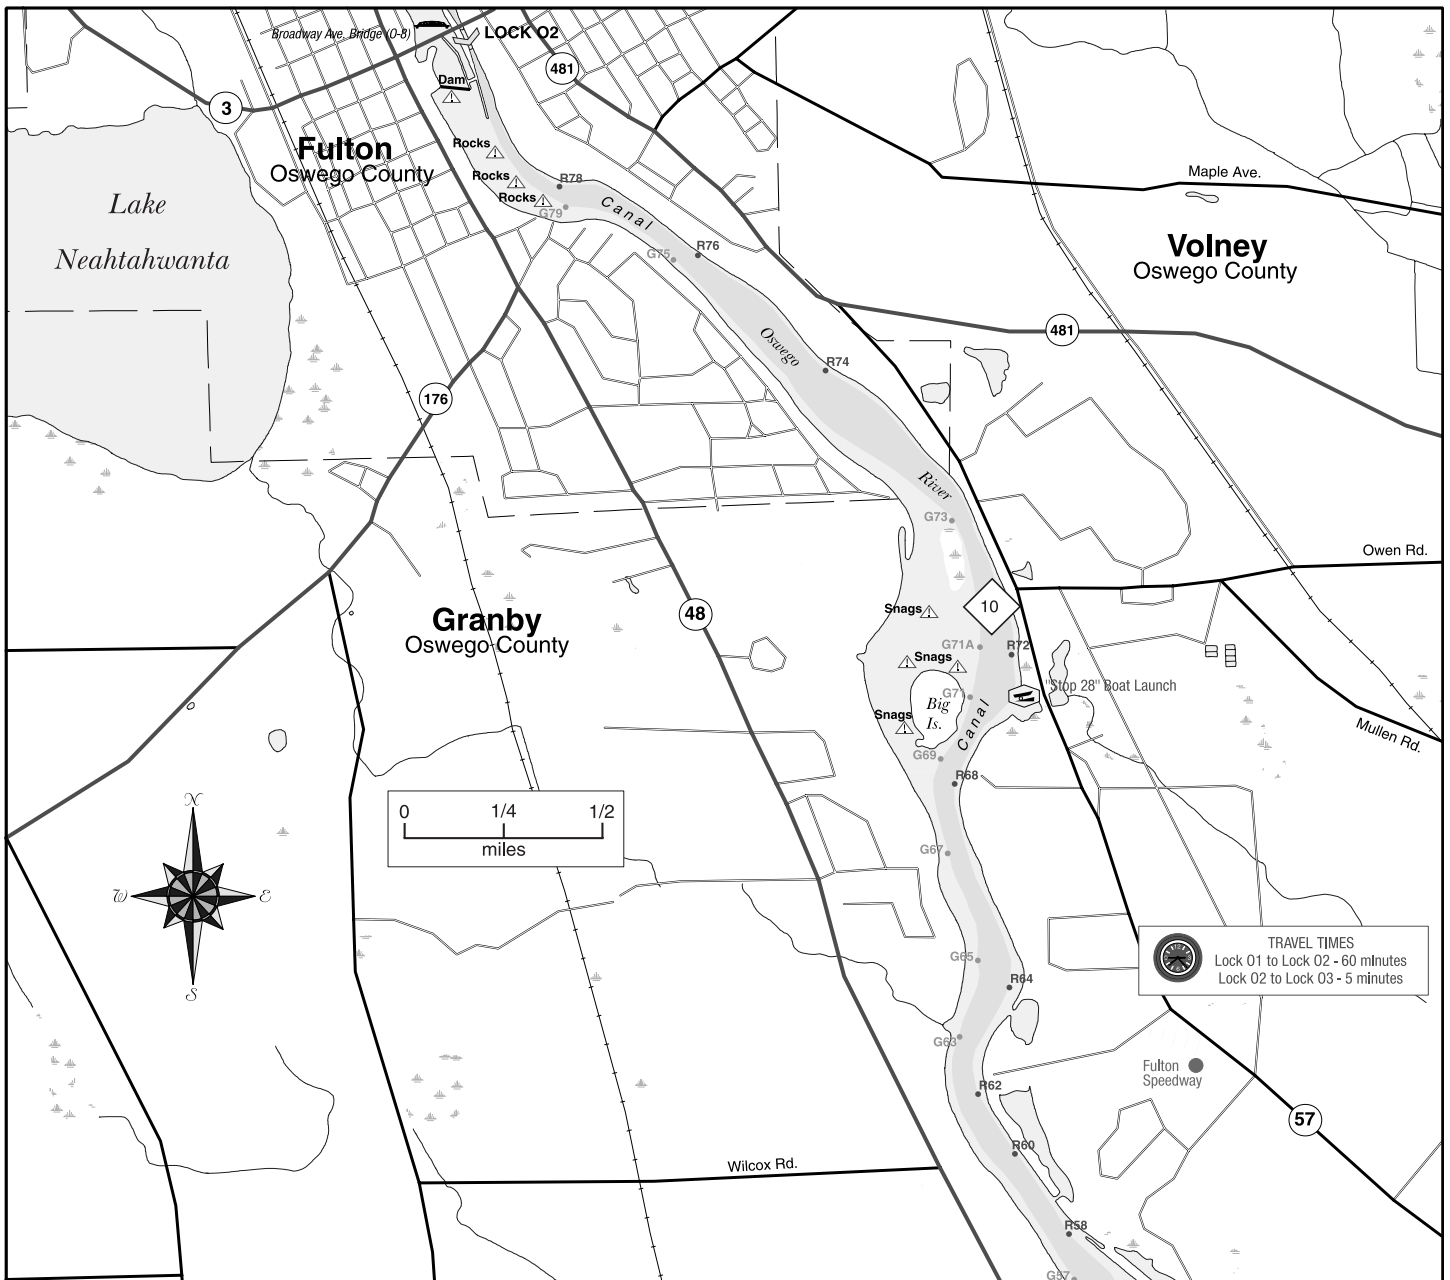 Broadway Ave. Bridge (O-8)
LOCK O2
481
Dam
3
Fulton
Oswego County
Rocks
Rocks
Rocks
R78
G79
Canal
Maple Ave.
Lake
Neahtahwanta
R76
G75
Volney
Oswego County
481
Oswego
R74
176
River
G73
Owen Rd.
10
Granby
Oswego County
48
Snags
G71A
R72
Snags
"Stop 28" Boat Launch
G71
Big
Is.
Snags
Canal
Mullen Rd.
G69
R68
N
W
E
S
0 1/4 1/2
miles
G67
TRAVEL TIMES
Lock O1 to Lock O2 - 60 minutes
Lock O2 to Lock O3 - 5 minutes
G65
R64
G63
Fulton
Speedway
R62
57
R60
Wilcox Rd.
R58
G57